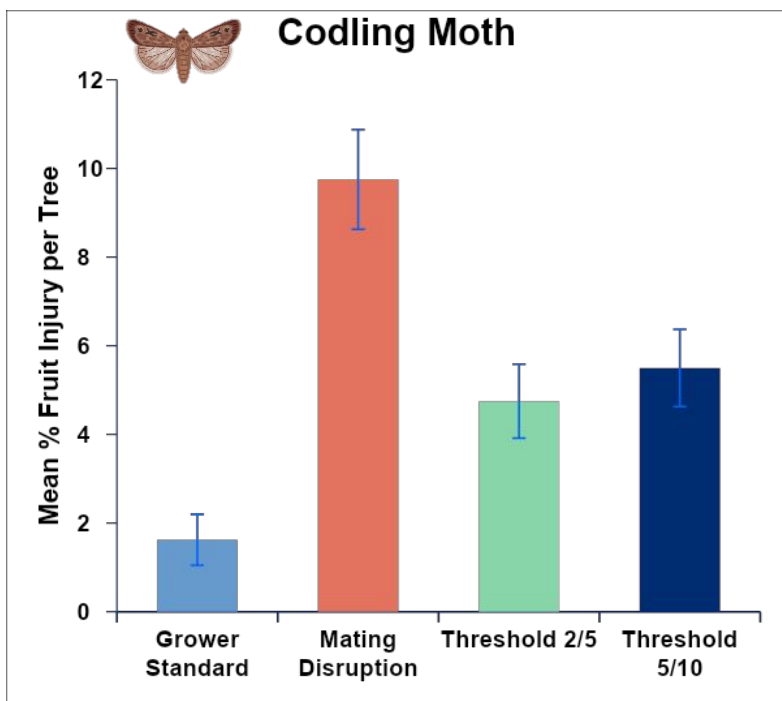 Codling Moth
Mean % Fruit Injury per Tree
12
10
8
6
4
2
0
Grower
Standard
Mating
Disruption
Threshold 2/5
Threshold
5/10